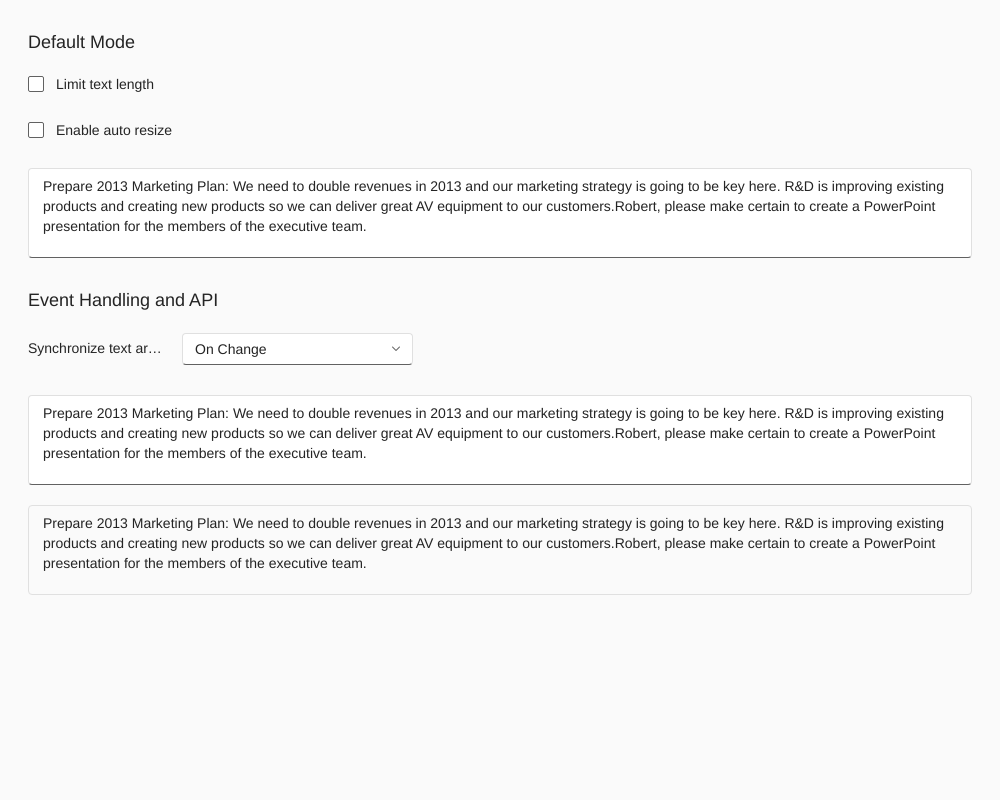 Default Mode
Limit text length
Enable auto resize
Prepare 2013 Marketing Plan: We need to double revenues in 2013 and our marketing strategy is going to be key here. R&D is improving existing
products and creating new products so we can deliver great AV equipment to our customers.Robert, please make certain to create a PowerPoint
presentation for the members of the executive team.
Event Handling and API
Synchronize text ar…
On Change
Prepare 2013 Marketing Plan: We need to double revenues in 2013 and our marketing strategy is going to be key here. R&D is improving existing
products and creating new products so we can deliver great AV equipment to our customers.Robert, please make certain to create a PowerPoint
presentation for the members of the executive team.
Prepare 2013 Marketing Plan: We need to double revenues in 2013 and our marketing strategy is going to be key here. R&D is improving existing
products and creating new products so we can deliver great AV equipment to our customers.Robert, please make certain to create a PowerPoint
presentation for the members of the executive team.